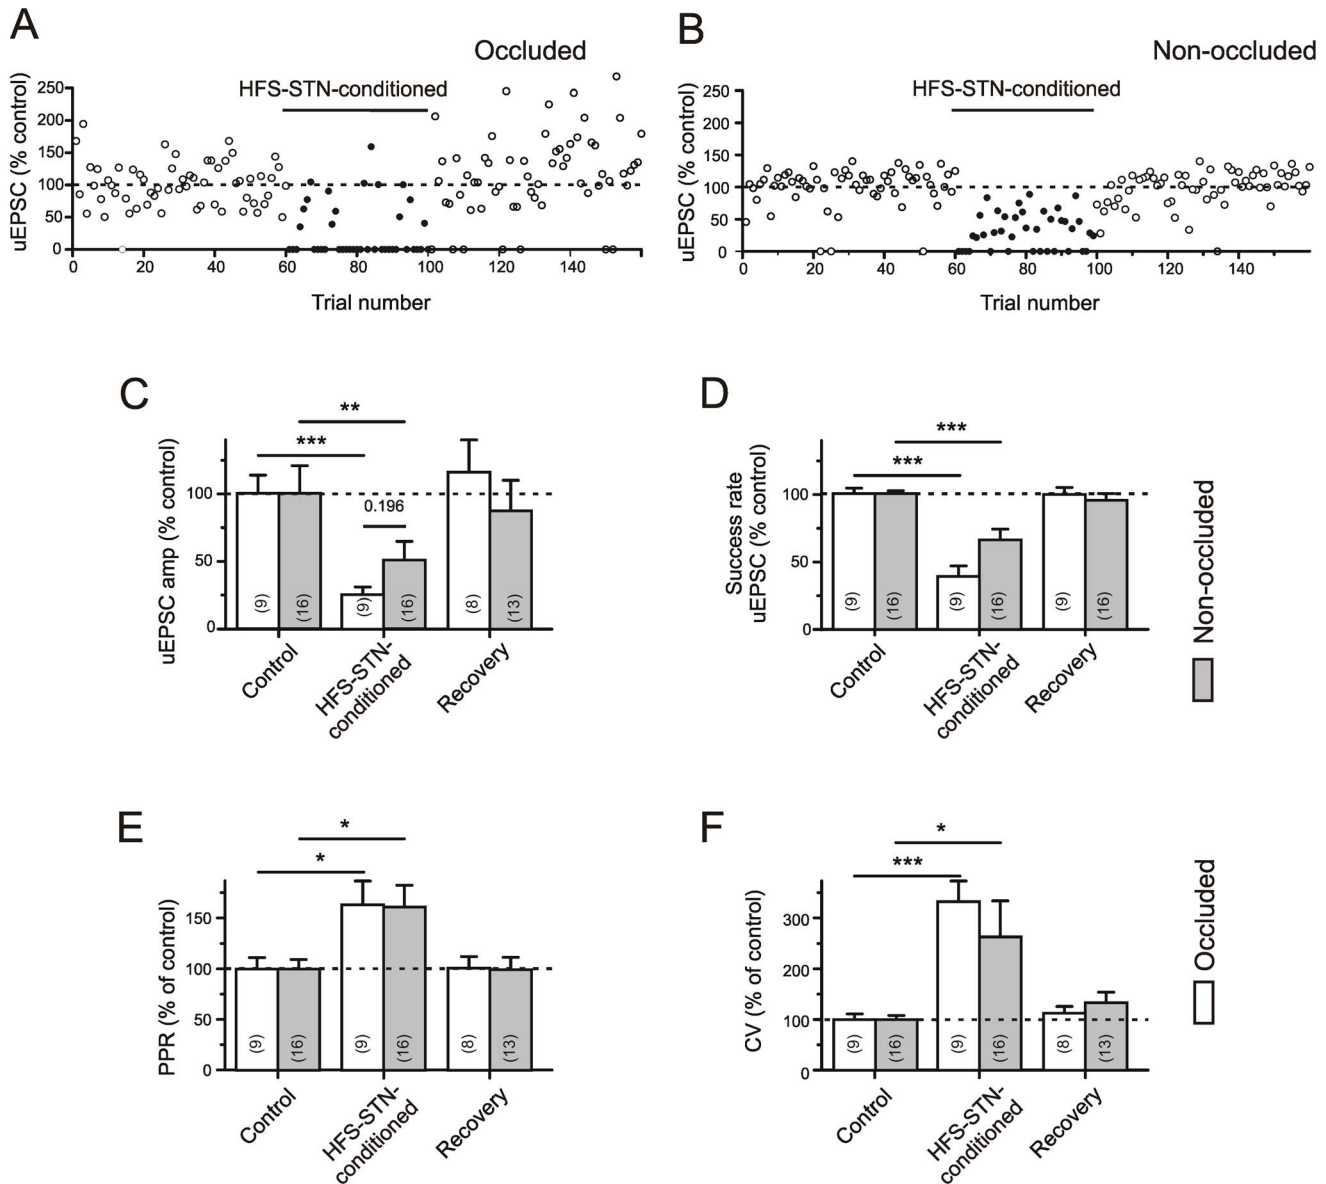 A
Occluded
HFS-STN-conditioned
uEPSC (% control)
250
200
150
100
50
0
0 20 40 60 80 100 120 140
Trial number
B
Non-occluded
HFS-STN-conditioned
uEPSC (% control)
250
200
150
100
50
0
0 20 40 60 80 100 120 140
Trial number
C
**
***
0.196
uEPSC amp (% control)
100
50
0
(9) (16) (9) (16) (8) (13)
Control
HFS-STN-
conditioned
Recovery
D
***
***
Success rate
uEPSC (% control)
100
50
0
(9) (16) (9) (16) (9) (16)
Control
HFS-STN-
conditioned
Recovery
Non-occluded
E
*
*
PPR (% of control)
150
100
50
0
(9) (16) (9) (16) (8) (13)
Control
HFS-STN-
conditioned
Recovery
F
*
***
CV (% of control)
300
200
100
0
(9) (16) (9) (16) (8) (13)
Control
HFS-STN-
conditioned
Recovery
Occluded